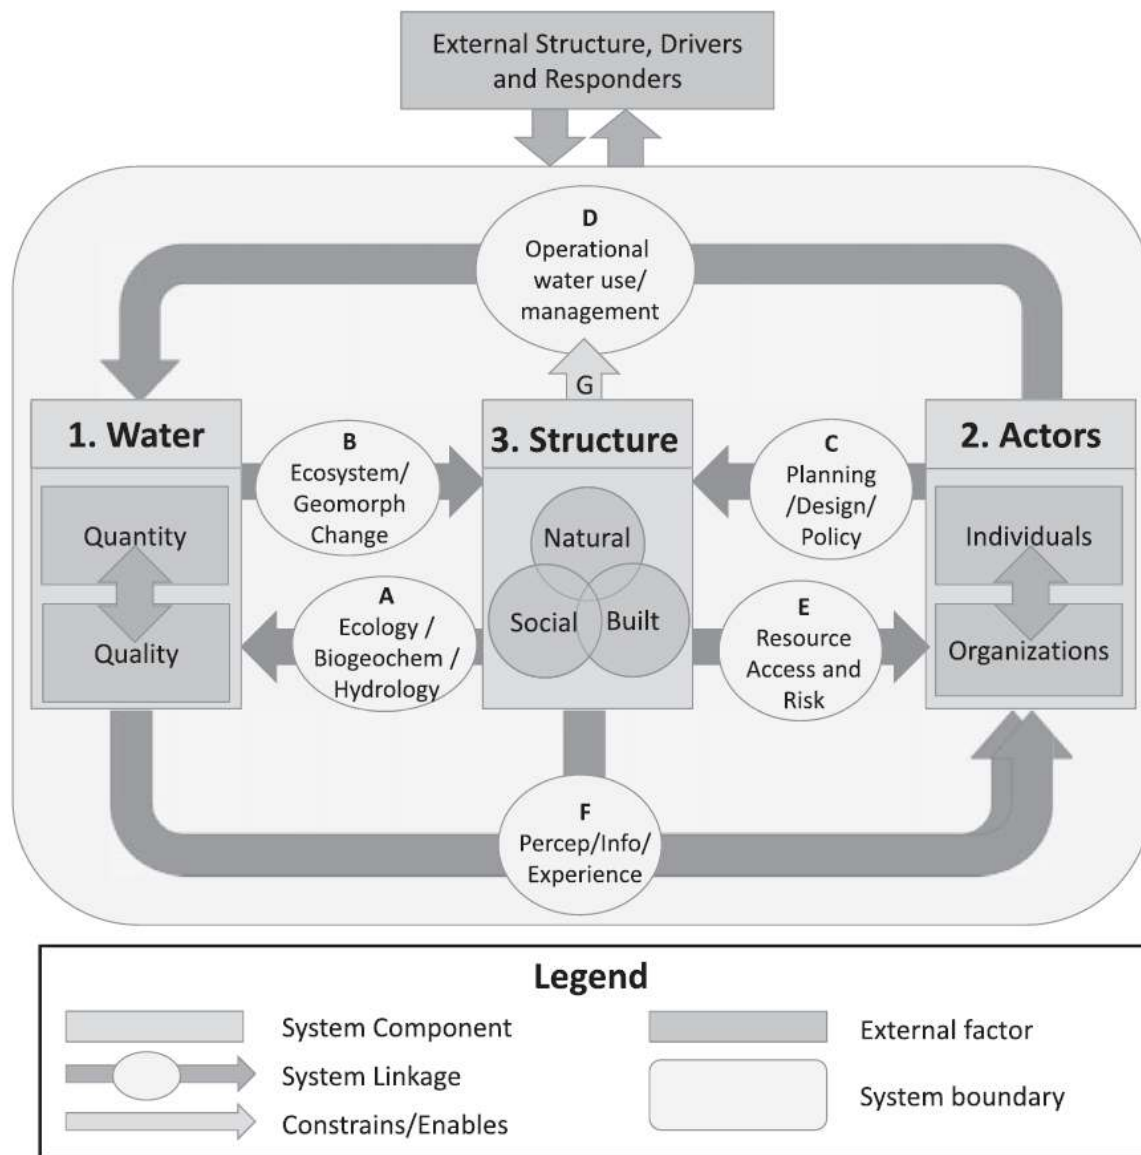 External Structure, Drivers
and Responders
D
Operational
water use/
management
G
1. Water
Quantity
Quality
B
Ecosystem/
Geomorph
Change
A
Ecology /
Biogeochem /
Hydrology
3. Structure
Natural
Social
Built
C
Planning
/Design/
Policy
E
Resource
Access and
Risk
2. Actors
Individuals
Organizations
F
Percep/Info/
Experience
Legend
System Component
System Linkage
Constrains/Enables
External factor
System boundary